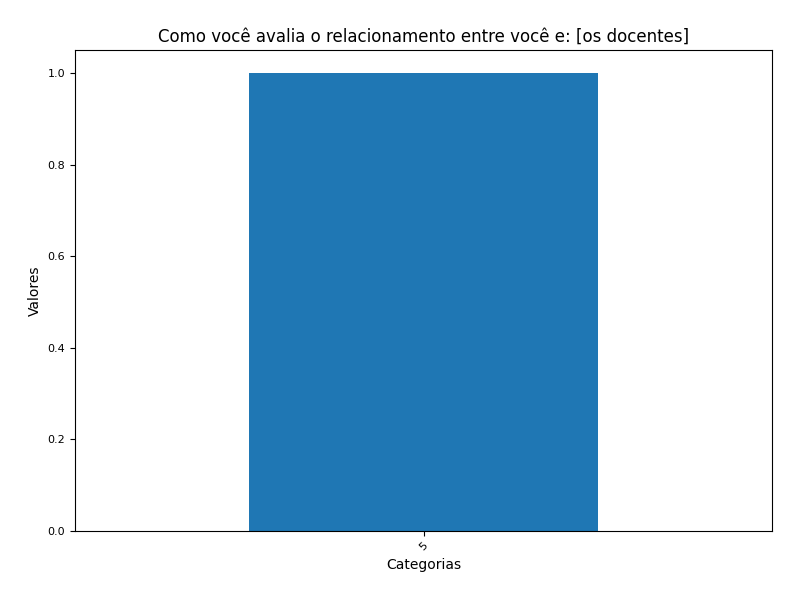 Como você avalia o relacionamento entre você e: [os docentes]
1.0
0.8
0.6
0.4
0.2
0.0
Valores
5
Categorias